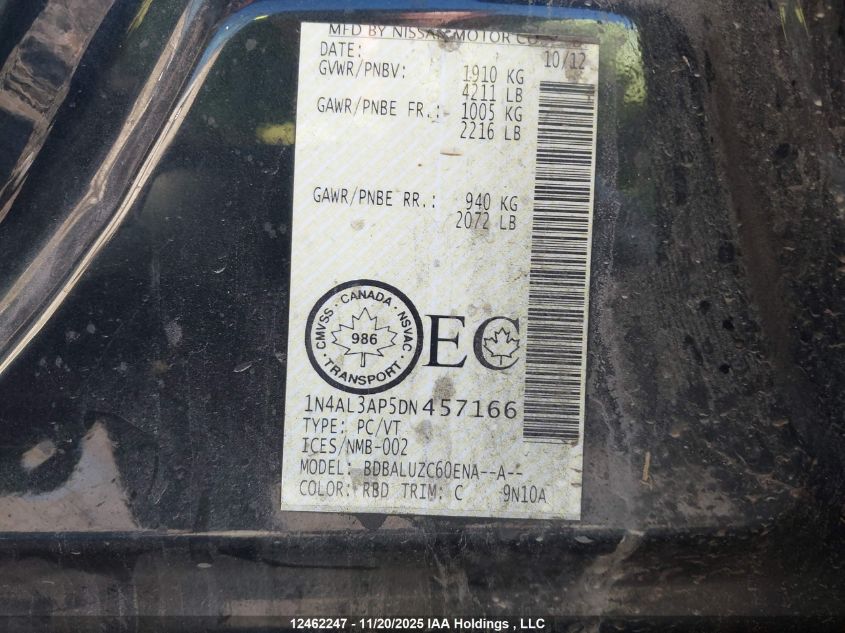 MFD BY NISSAN MOTOR CO
DATE: 10/12
GVWR/PNBV: 1910 KG
4211 LB
GAWR/PNBE FR.: 1005 KG
2216 LB
GAWR/PNBE RR.: 940 KG
2072 LB
CMVSS · CANADA · NSVAC · TRANSPORT ·
986
EC
1N4AL3AP5DN457166
TYPE: PC/VT
ICES/NMB-002
MODEL: BDBALUZC60ENA--A--
COLOR: RBD TRIM: C 9N10A
12462247 - 11/20/2025 IAA Holdings , LLC